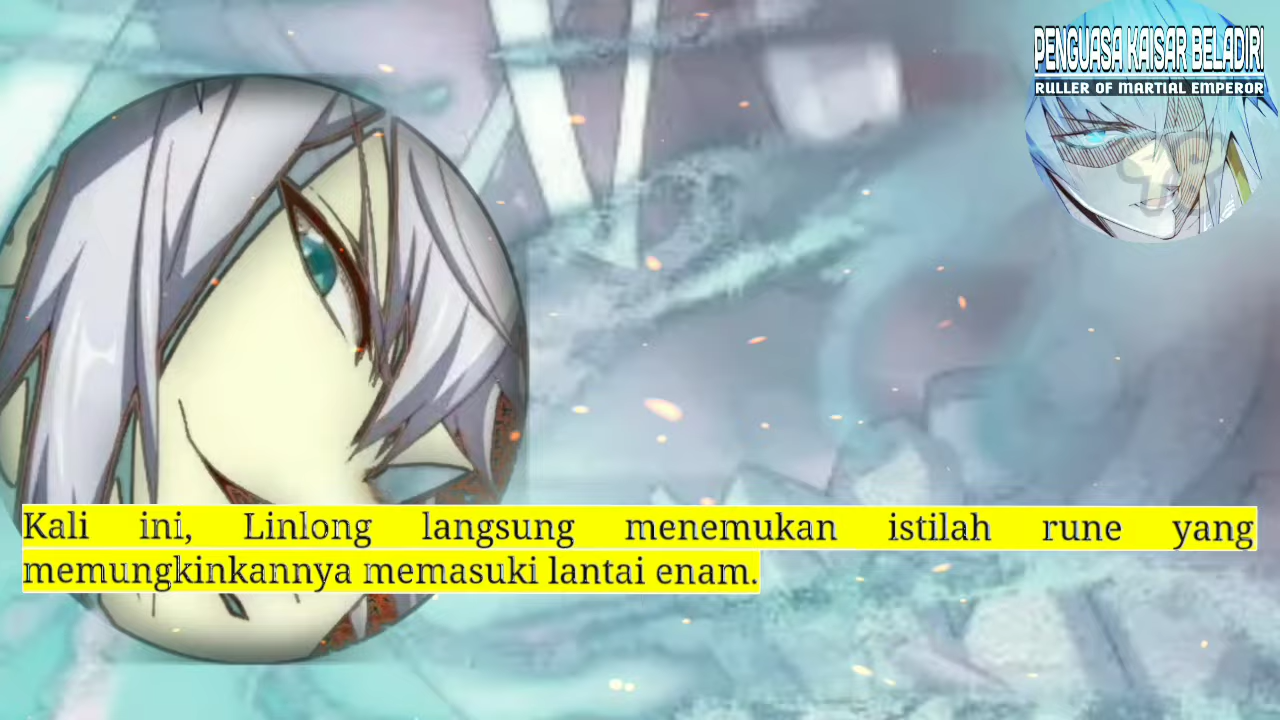 PENGUASA KAISAR BELADIRI
RULLER OF MARTIAL EMPEROR
Kali ini, Linlong langsung menemukan istilah rune yang
memungkinkannya memasuki lantai enam.